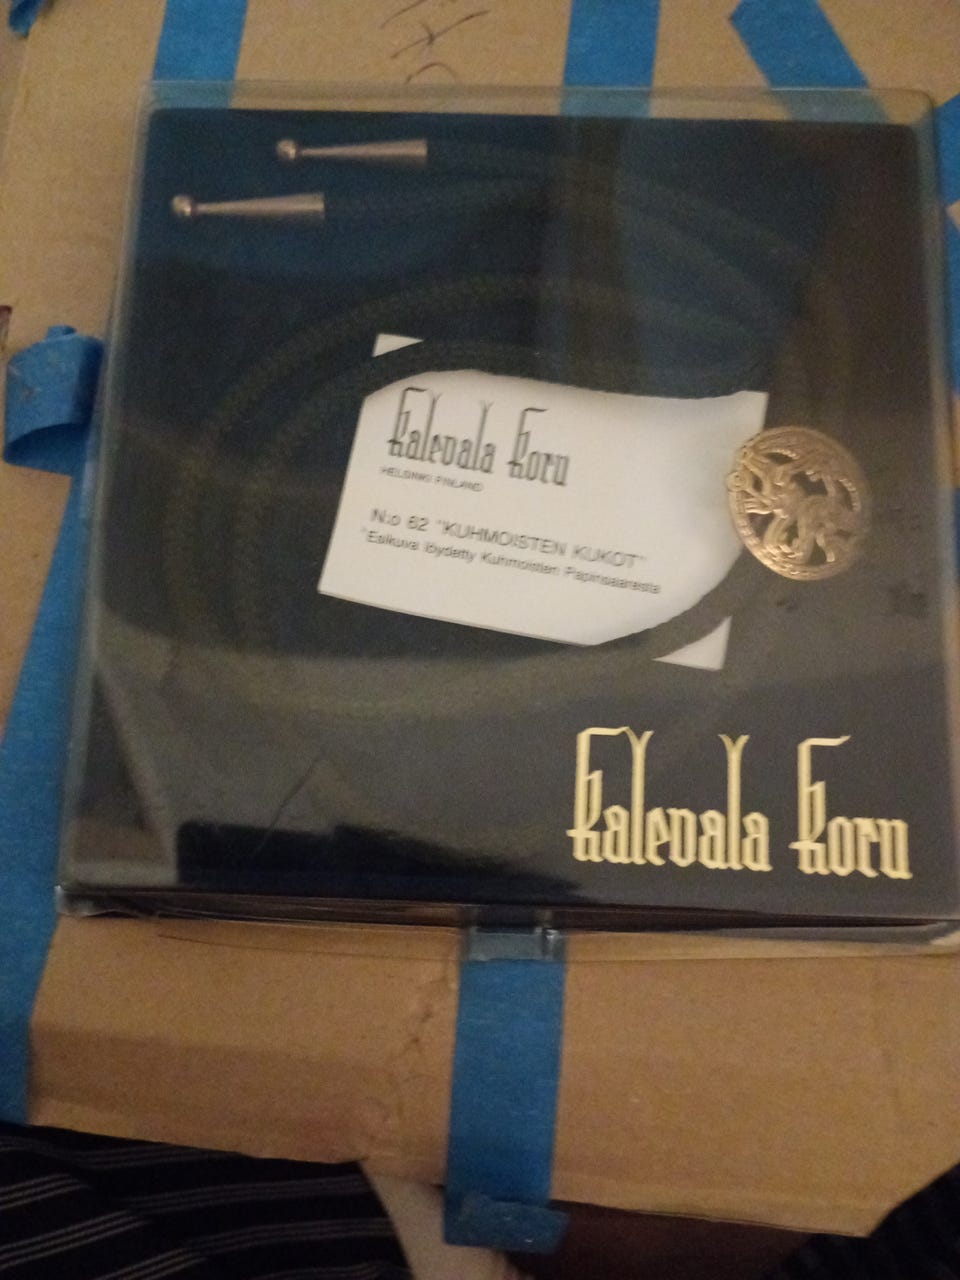 Kalevala Koru
HELSINKI FINLAND
N:o 62 "KUHMOISTEN KUKOT"
"Esikuva löydetty Kuhmoisten Papinsaaresta
Kalevala Koru